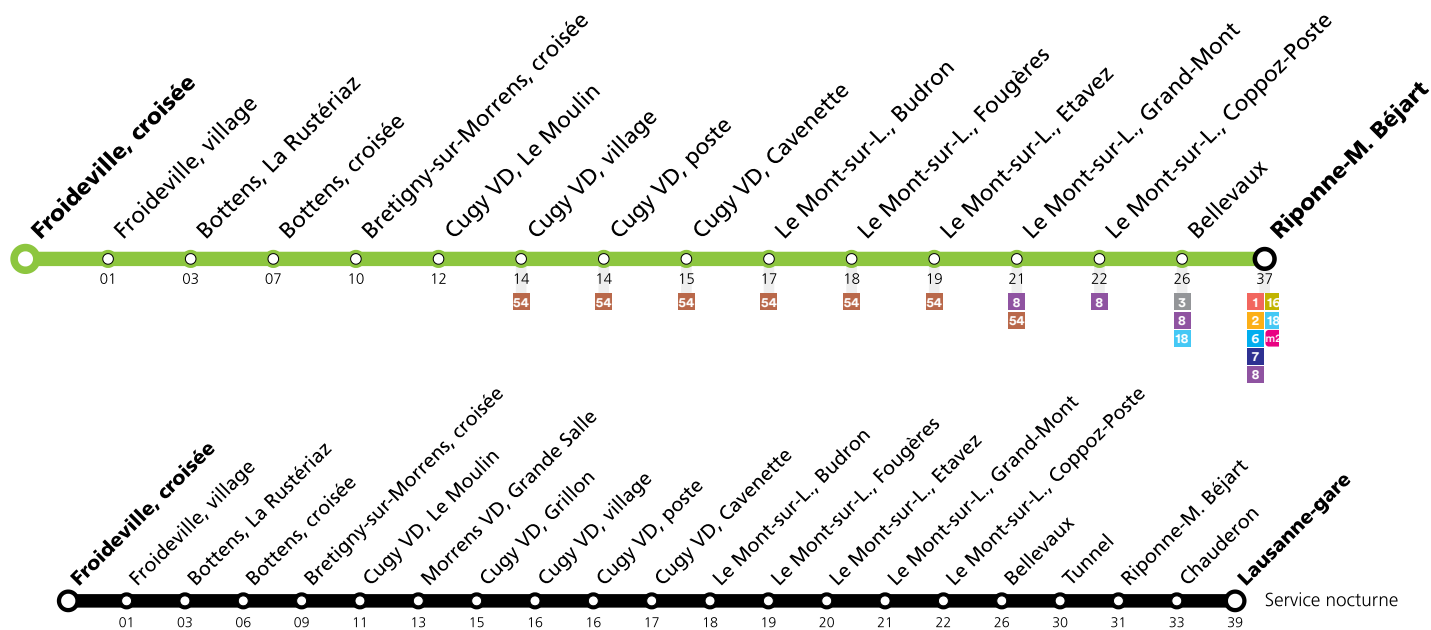 Froideville, croisée
Froideville, village
Bottens, La Rustériaz
Bottens, croisée
Bretigny-sur-Morrens, croisée
Cugy VD, Le Moulin
Cugy VD, village
Cugy VD, poste
Cugy VD, Cavenette
Le Mont-sur-L., Budron
Le Mont-sur-L., Fougères
Le Mont-sur-L., Etavez
Le Mont-sur-L., Grand-Mont
Le Mont-sur-L., Coppoz-Poste
Bellevaux
Riponne-M. Béjart
01 03 07 10 12 14 14 15 17 18 19 21 22 26 37
54 54 54 54 54 54 8 8 3 1 16
54 8 2 18
18 6 m2
7
8
Froideville, croisée
Froideville, village
Bottens, La Rustériaz
Bottens, croisée
Bretigny-sur-Morrens, croisée
Cugy VD, Le Moulin
Morrens VD, Grande Salle
Cugy VD, Grillon
Cugy VD, village
Cugy VD, poste
Cugy VD, Cavenette
Le Mont-sur-L., Budron
Le Mont-sur-L., Fougères
Le Mont-sur-L., Etavez
Le Mont-sur-L., Grand-Mont
Le Mont-sur-L., Coppoz-Poste
Bellevaux
Tunnel
Riponne-M. Béjart
Chauderon
Lausanne-gare
Service nocturne
01 03 06 09 11 13 15 16 16 17 18 19 20 21 22 26 30 31 33 39